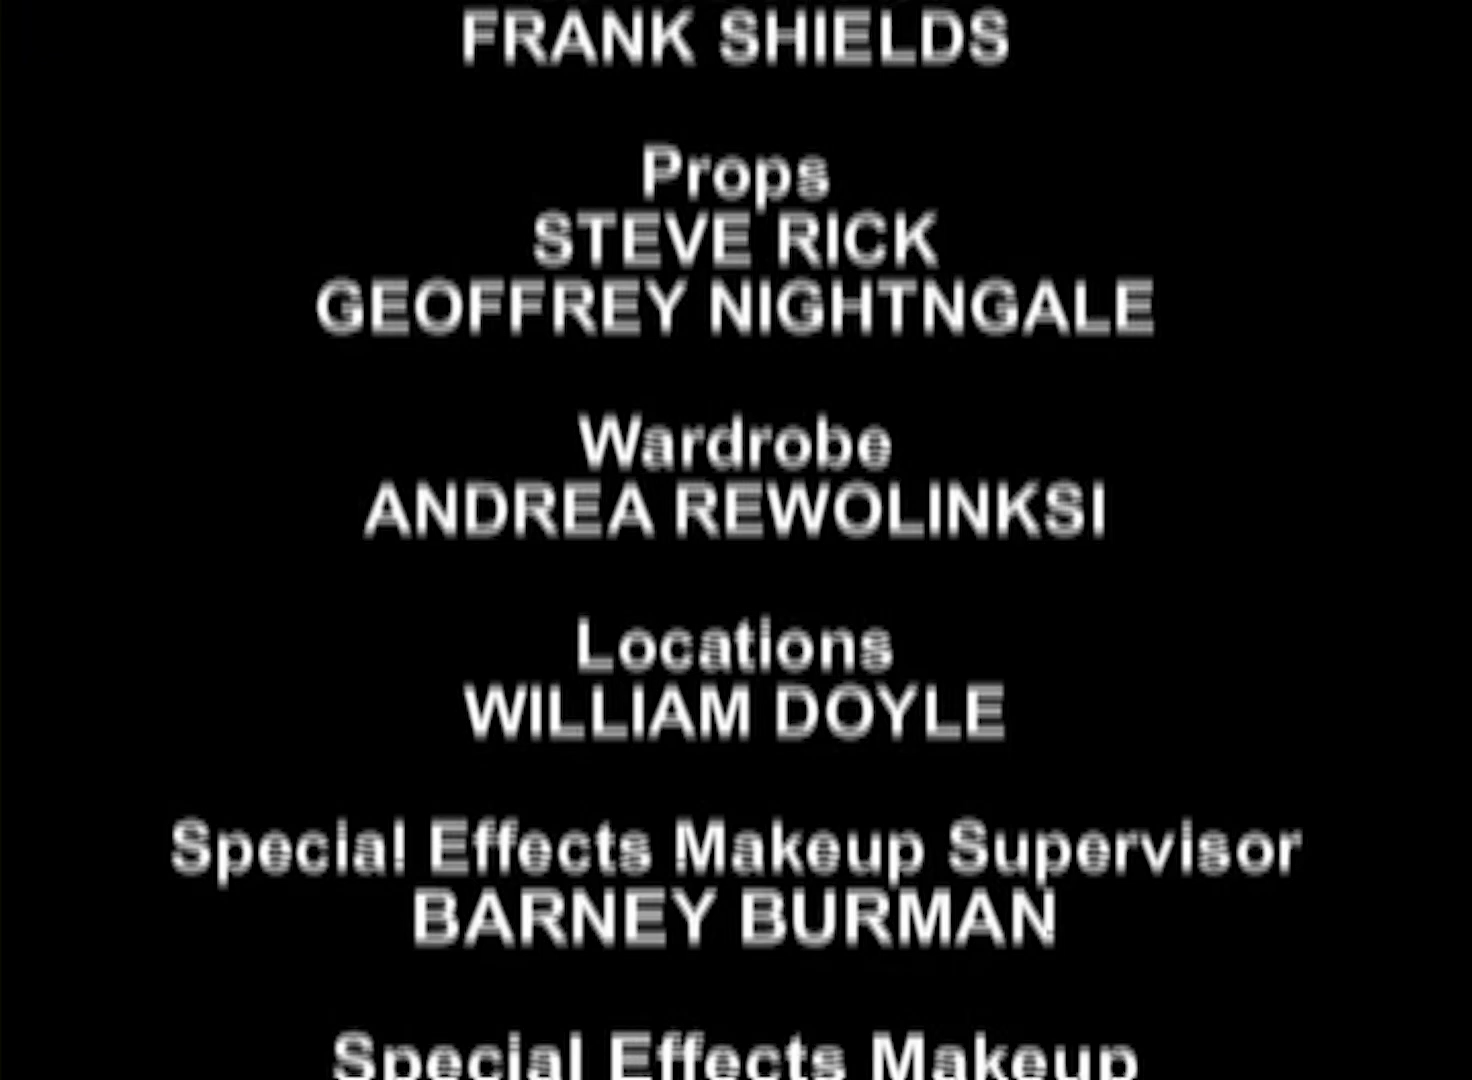 FRANK SHIELDS
Props
STEVE RICK
GEOFFREY NIGHTNGALE
Wardrobe
ANDREA REWOLINKSI
Locations
WILLIAM DOYLE
Special Effects Makeup Supervisor
BARNEY BURMAN
Special Effects Makeup